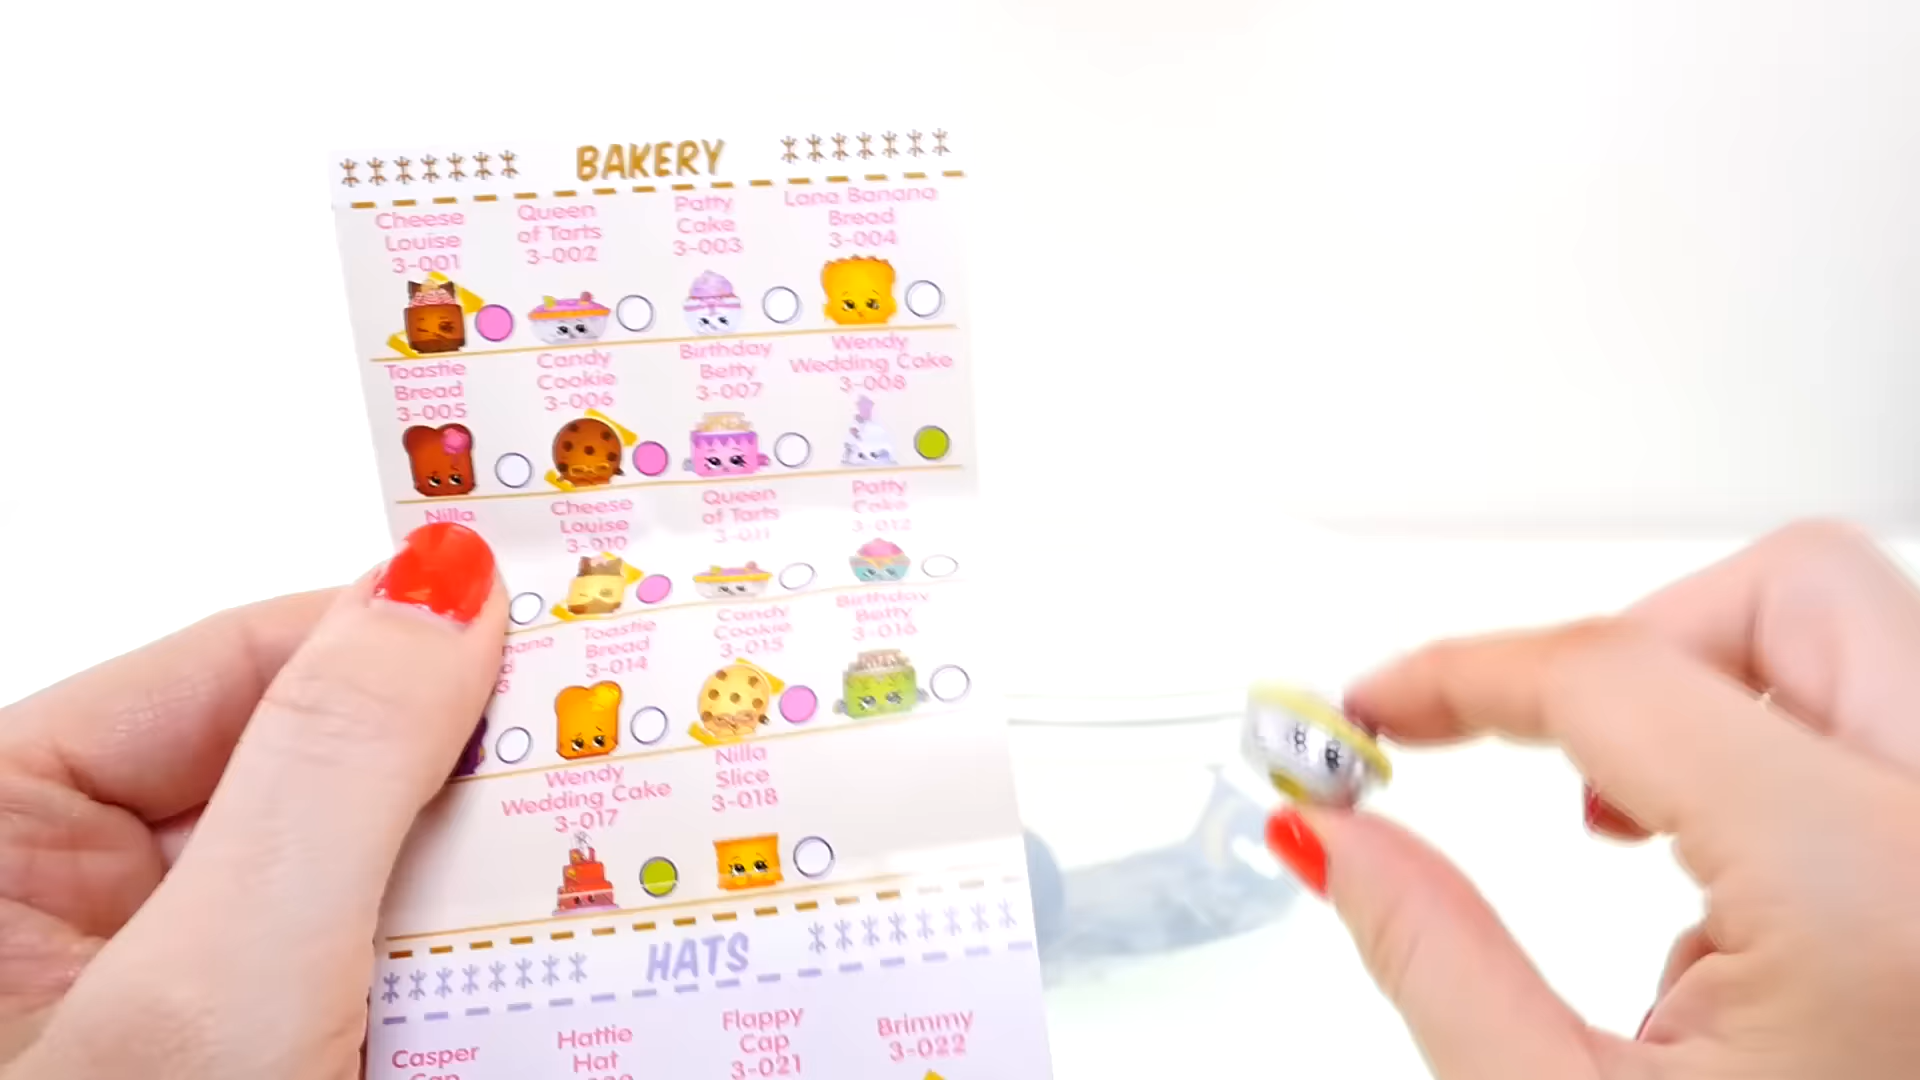 BAKERY
Cheese
Louise
3-001
Queen
of Tarts
3-002
Patty
Cake
3-003
Lana Banana
Bread
3-004
Toastie
Bread
3-005
Candy
Cookie
3-006
Birthday
Betty
3-007
Wendy
Wedding Cake
3-008
Nilla
Cheese
Louise
3-010
Queen
of Tarts
3-011
Patty
Cake
3-012
Toastie
Bread
3-014
Candy
Cookie
3-015
Birthday
Betty
3-016
Wendy
Wedding Cake
3-017
Nilla
Slice
3-018
HATS
Casper
Hattie
Hat
Flappy
Cap
3-021
Brimmy
3-022